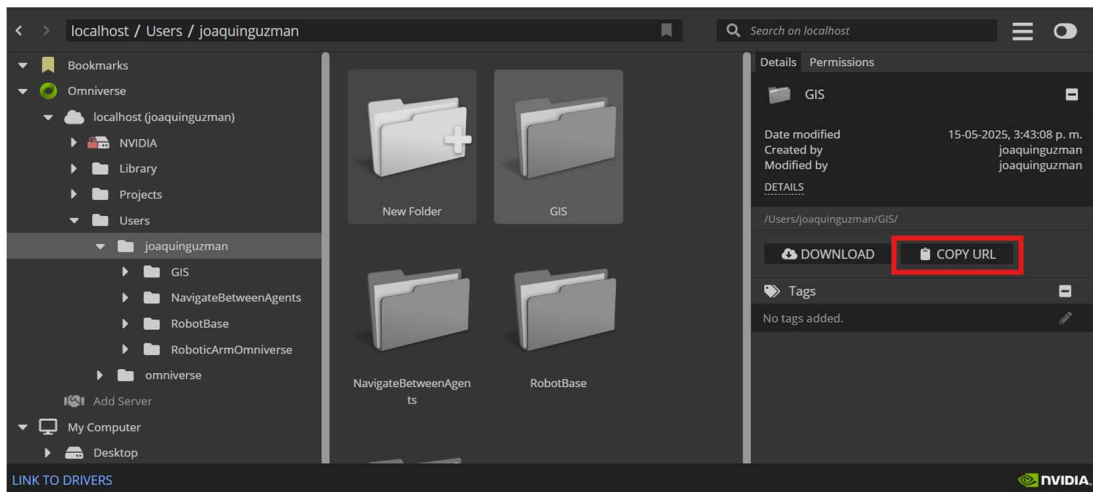 localhost / Users / joaquinguzman
Search on localhost
Bookmarks
Omniverse
localhost (joaquinguzman)
NVIDIA
Library
Projects
Users
joaquinguzman
GIS
NavigateBetweenAgents
RobotBase
RoboticArmOmniverse
omniverse
Add Server
My Computer
Desktop
New Folder
GIS
NavigateBetweenAgen
ts
RobotBase
Details Permissions
GIS
Date modified 15-05-2025, 3:43:08 p. m.
Created by joaquinguzman
Modified by joaquinguzman
DETAILS
/Users/joaquinguzman/GIS/
DOWNLOAD COPY URL
Tags
No tags added.
LINK TO DRIVERS
NVIDIA.